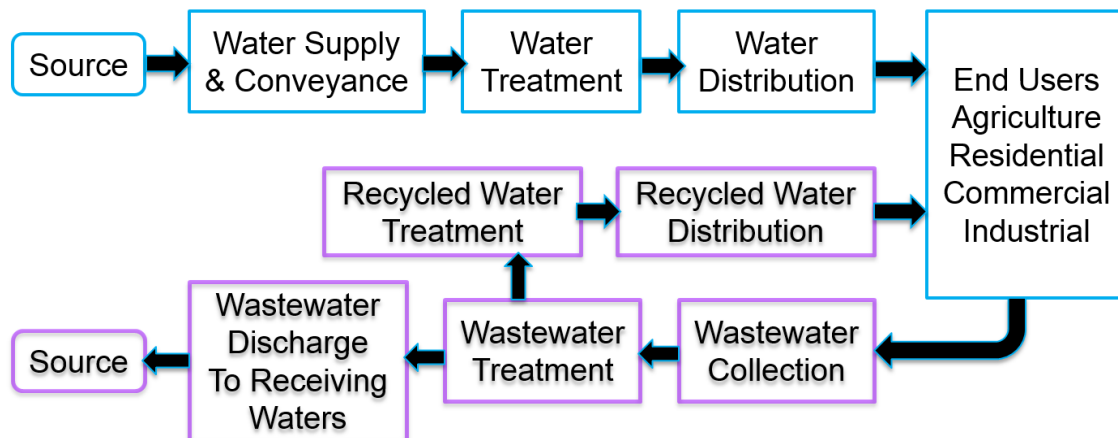 Source
Water Supply
& Conveyance
Water
Treatment
Water
Distribution
End Users
Agriculture
Residential
Commercial
Industrial
Recycled Water
Treatment
Recycled Water
Distribution
Source
Wastewater
Discharge
To Receiving
Waters
Wastewater
Treatment
Wastewater
Collection